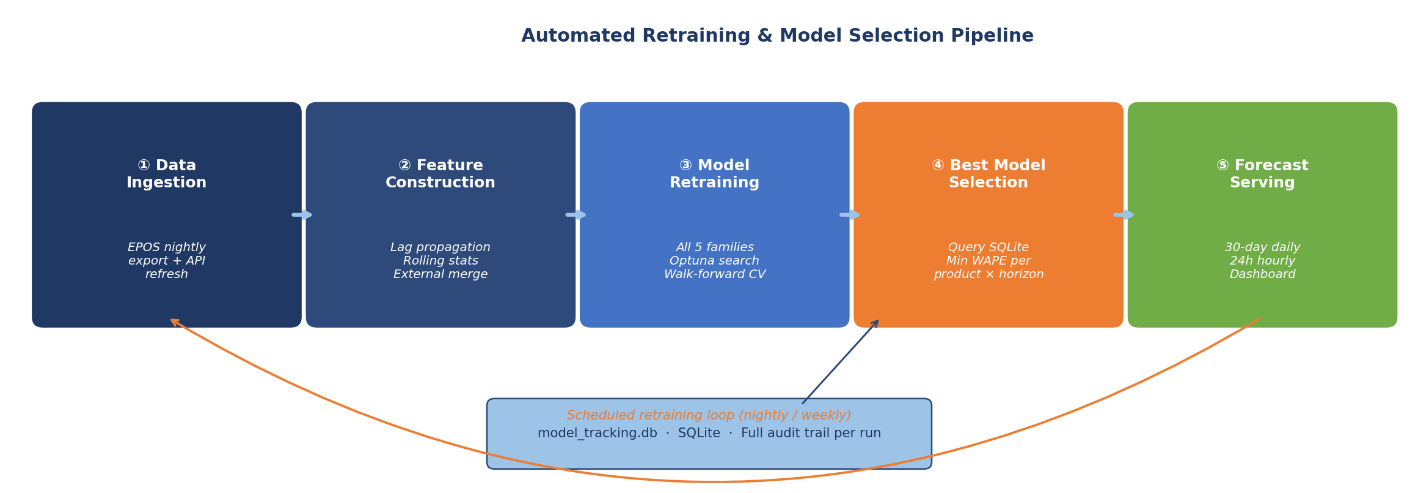 Automated Retraining & Model Selection Pipeline
① Data
Ingestion
EPOS nightly
export + API
refresh
② Feature
Construction
Lag propagation
Rolling stats
External merge
③ Model
Retraining
All 5 families
Optuna search
Walk-forward CV
④ Best Model
Selection
Query SQLite
Min WAPE per
product × horizon
⑤ Forecast
Serving
30-day daily
24h hourly
Dashboard
Scheduled retraining loop (nightly / weekly)
model_tracking.db · SQLite · Full audit trail per run